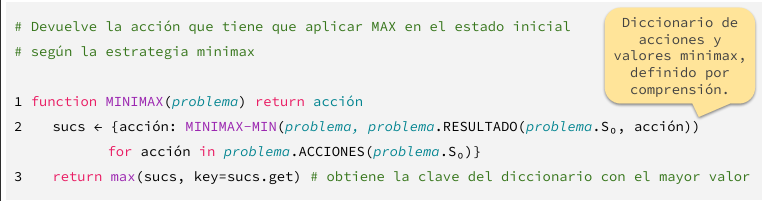 # Devuelve la acción que tiene que aplicar MAX en el estado inicial
# según la estrategia minimax
Diccionario de
acciones y
valores minimax,
definido por
comprensión.
1 function MINIMAX(problema) return acción
2 sucs ← {acción: MINIMAX-MIN(problema, problema.RESULTADO(problema.S₀, acción))
for acción in problema.ACCIONES(problema.S₀)}
3 return max(sucs, key=sucs.get) # obtiene la clave del diccionario con el mayor valor